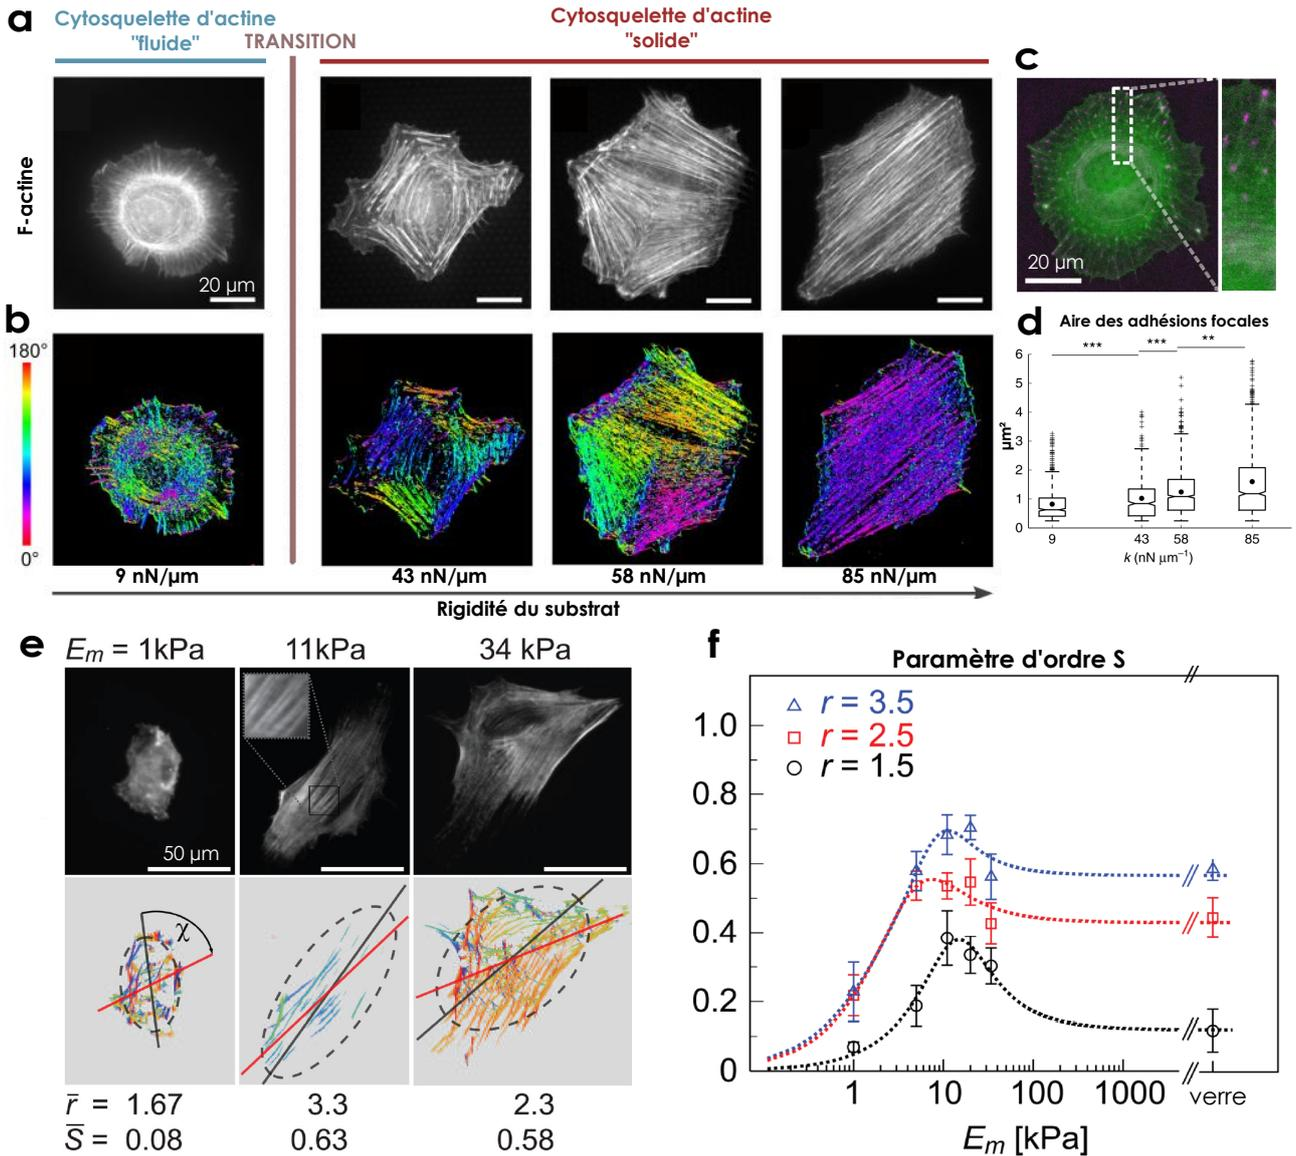 a
Cytosquelette d'actine
"fluide"
TRANSITION
Cytosquelette d'actine
"solide"
F-actine
20 µm
b
180°
0°
9 nN/µm
43 nN/µm
58 nN/µm
85 nN/µm
Rigidité du substrat
c
20 µm
d
Aire des adhésions focales
*** *** **
µm²
6
5
4
3
2
1
0
9 43 58 85
k (nN µm⁻¹)
e
Eₘ = 1kPa 11kPa 34 kPa
50 µm
χ
r̄ = 1.67 3.3 2.3
S̄ = 0.08 0.63 0.58
f
Paramètre d'ordre S
r = 3.5
r = 2.5
r = 1.5
1.0
0.8
0.6
0.4
0.2
0
1 10 100 1000 verre
Eₘ [kPa]